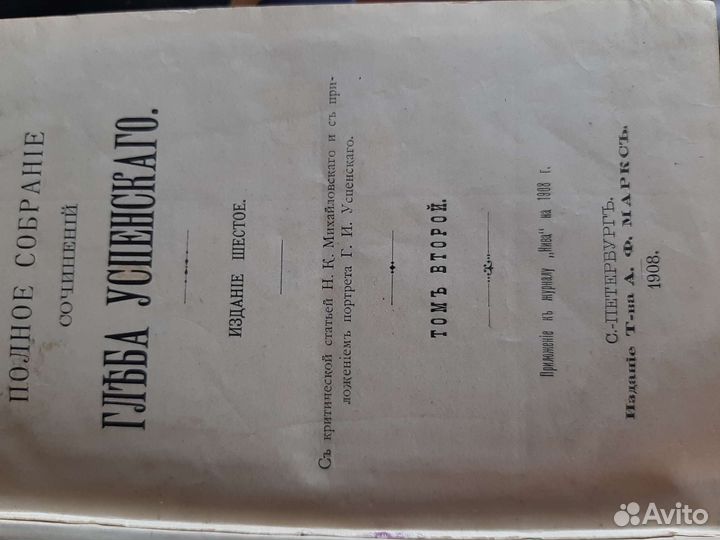 ПОЛНОЕ СОБРАНІЕ
СОЧИНЕНІЙ
ГЛѢБА УСПЕНСКАГО.
ИЗДАНІЕ ШЕСТОЕ.
Съ критической статьей Н. К. Михайловскаго и съ при-
ложеніемъ портрета Г. И. Успенскаго.
ТОМЪ ВТОРОЙ.
Приложеніе къ журналу „Нива“ на 1908 г.
С.-ПЕТЕРБУРГЪ.
Изданіе Т-ва А. Ф. МАРКСЪ.
1908.
Avito